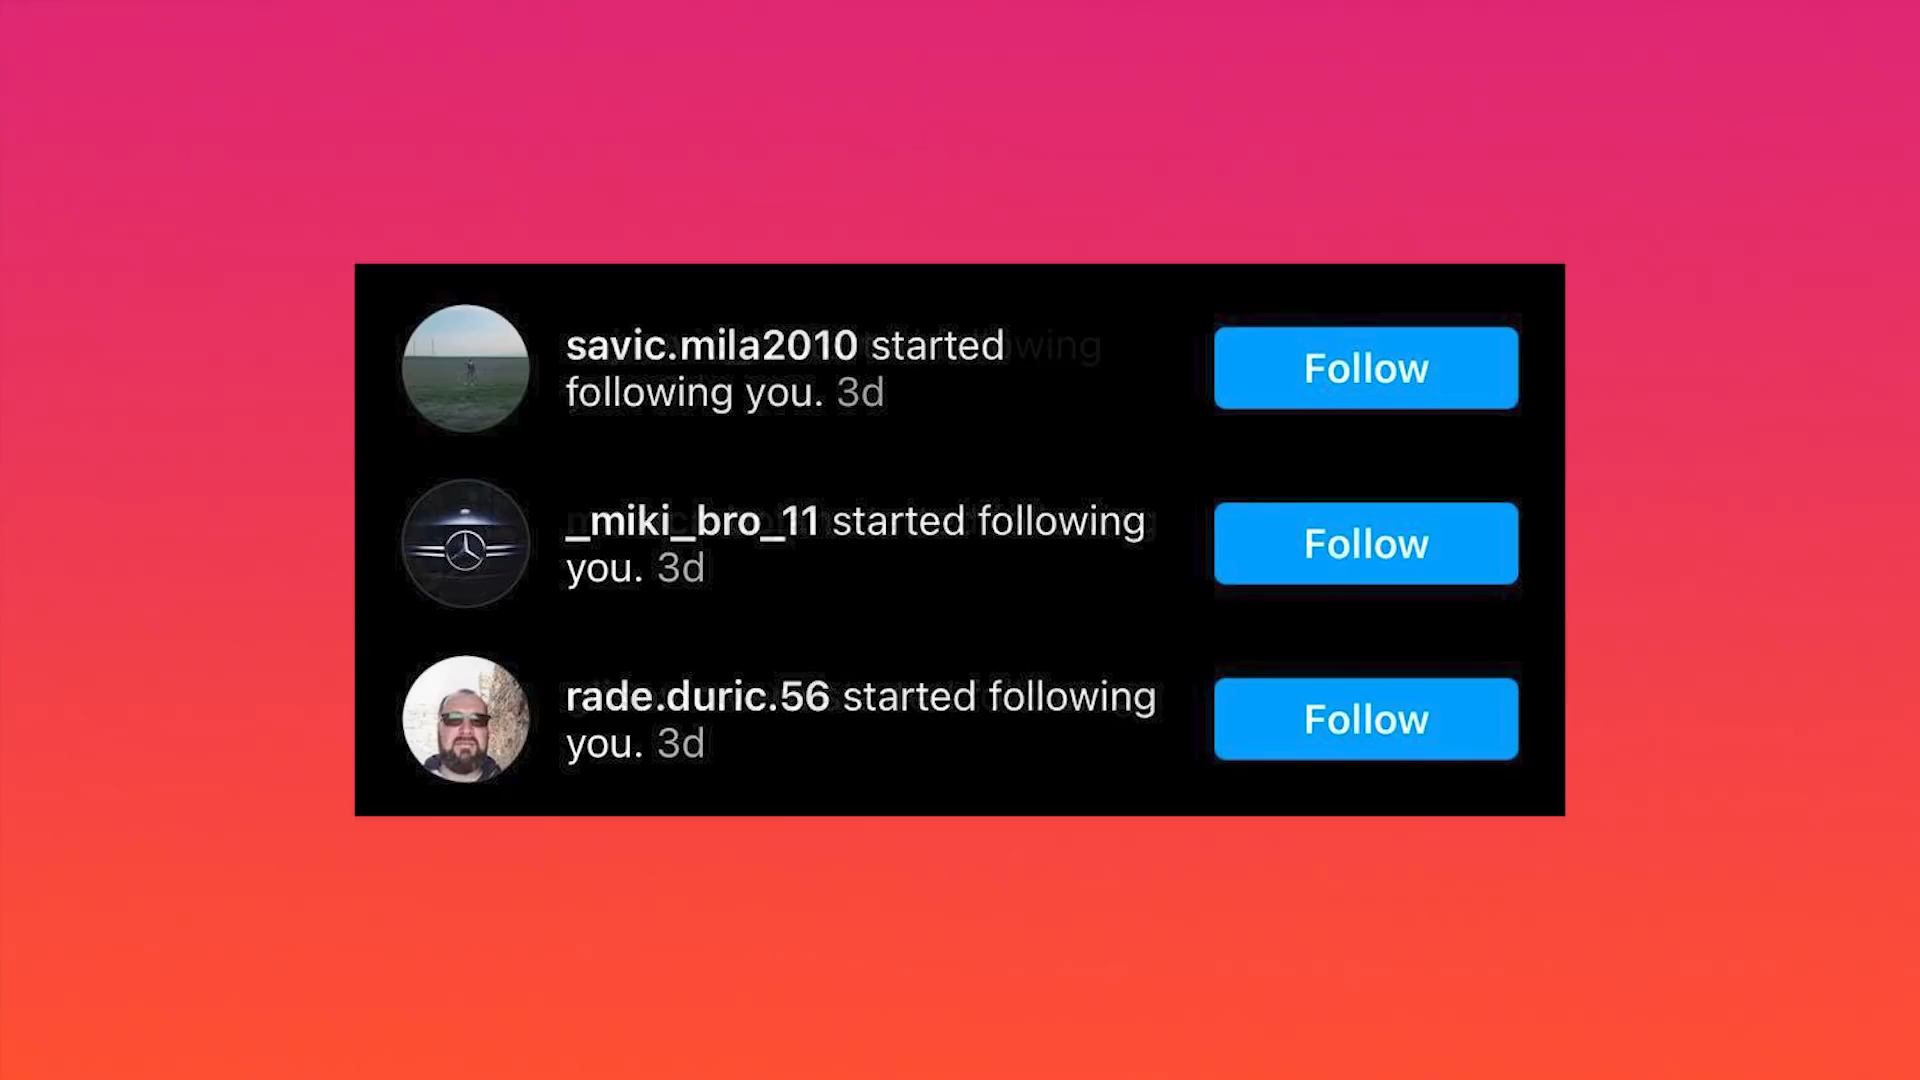 savic.mila2010 started
following you. 3d
Follow
_miki_bro_11 started following
you. 3d
Follow
rade.duric.56 started following
you. 3d
Follow